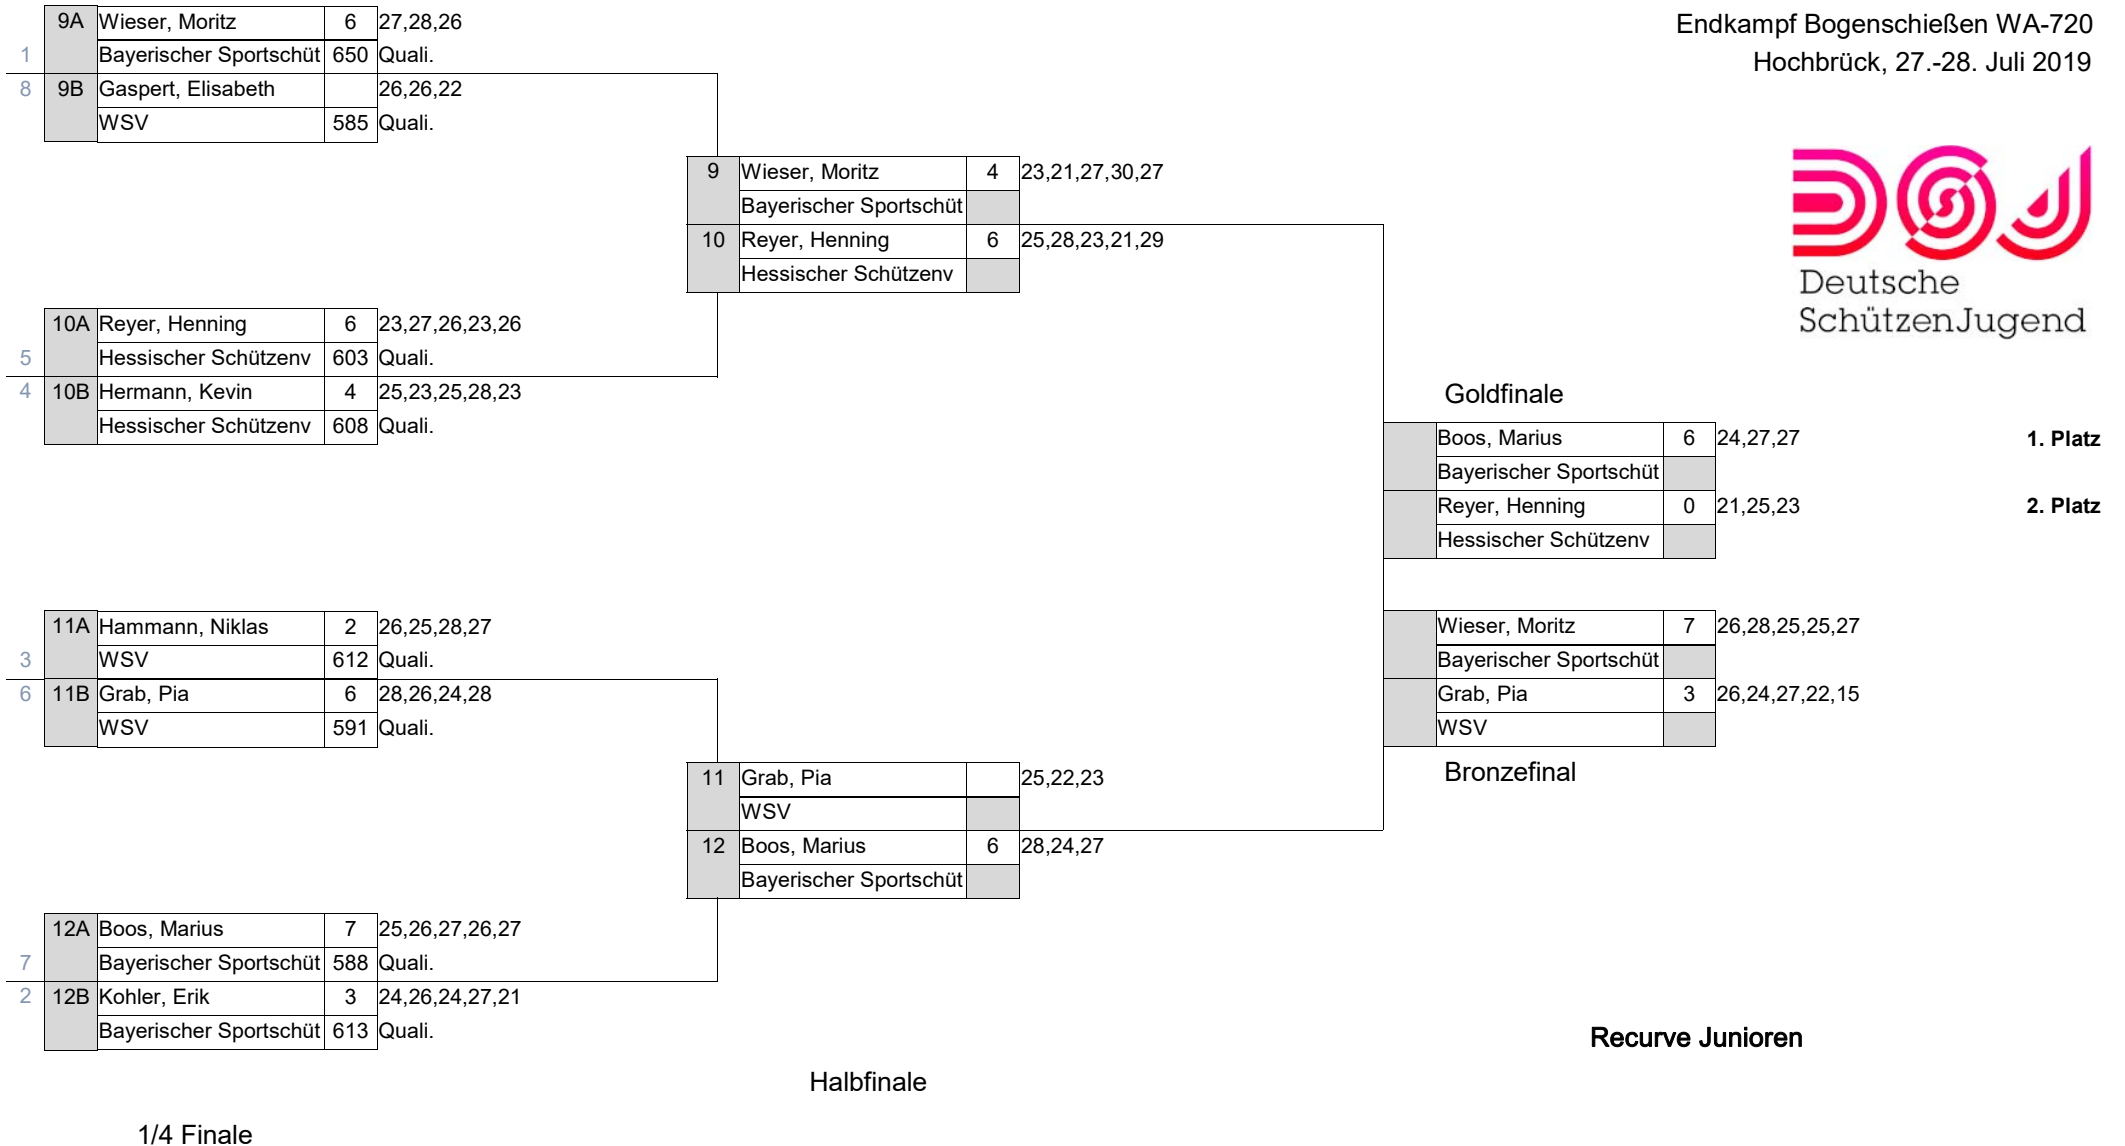 Endkampf Bogenschießen WA-720
Hochbrück, 27.-28. Juli 2019
9A Wieser, Moritz 6 27,28,26
1 Bayerischer Sportschüt 650 Quali.
8 9B Gaspert, Elisabeth 26,26,22
WSV 585 Quali.
9 Wieser, Moritz 4 23,21,27,30,27
Bayerischer Sportschüt
10 Reyer, Henning 6 25,28,23,21,29
Hessischer Schützenv
DSJ
Deutsche
SchützenJugend
10A Reyer, Henning 6 23,27,26,23,26
5 Hessischer Schützenv 603 Quali.
4 10B Hermann, Kevin 4 25,23,25,28,23
Hessischer Schützenv 608 Quali.
Goldfinale
Boos, Marius 6 24,27,27 1. Platz
Bayerischer Sportschüt
Reyer, Henning 0 21,25,23 2. Platz
Hessischer Schützenv
11A Hammann, Niklas 2 26,25,28,27
3 WSV 612 Quali.
6 11B Grab, Pia 6 28,26,24,28
WSV 591 Quali.
Wieser, Moritz 7 26,28,25,25,27
Bayerischer Sportschüt
Grab, Pia 3 26,24,27,22,15
WSV
Bronzefinal
11 Grab, Pia 25,22,23
WSV
12 Boos, Marius 6 28,24,27
Bayerischer Sportschüt
12A Boos, Marius 7 25,26,27,26,27
7 Bayerischer Sportschüt 588 Quali.
2 12B Kohler, Erik 3 24,26,24,27,21
Bayerischer Sportschüt 613 Quali.
Recurve Junioren
Halbfinale
1/4 Finale